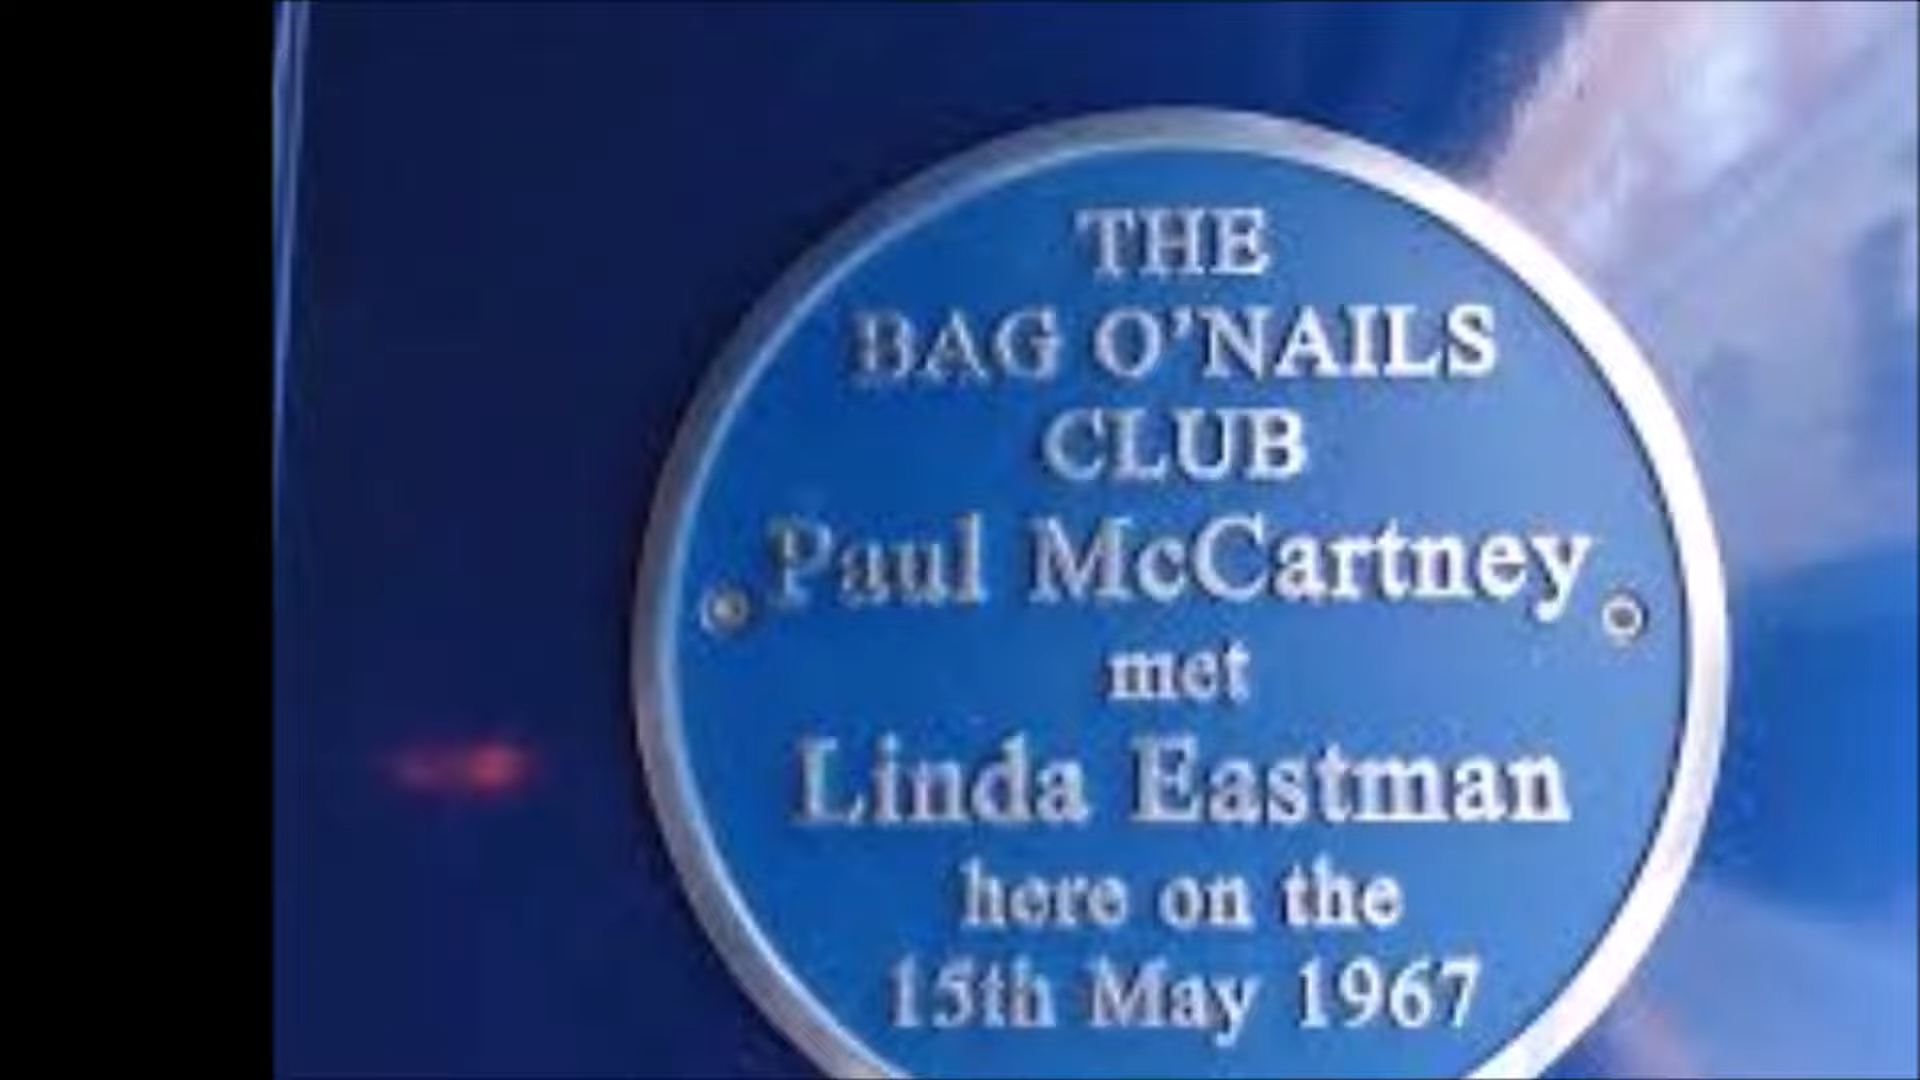 THE
BAG O'NAILS
CLUB
Paul McCartney
met
Linda Eastman
here on the
15th May 1967